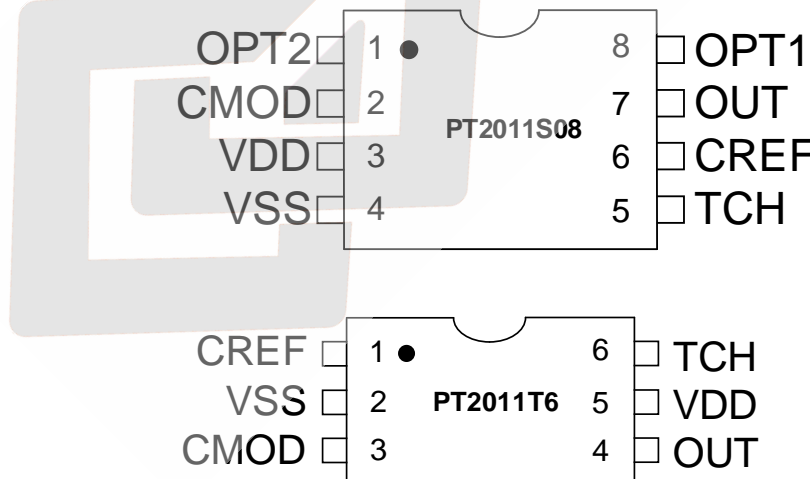 OPT2 1 8 OPT1
CMOD 2 7 OUT
PT2011S08
VDD 3 6 CREF
VSS 4 5 TCH
CREF 1 6 TCH
VSS 2 PT2011T6 5 VDD
CMOD 3 4 OUT